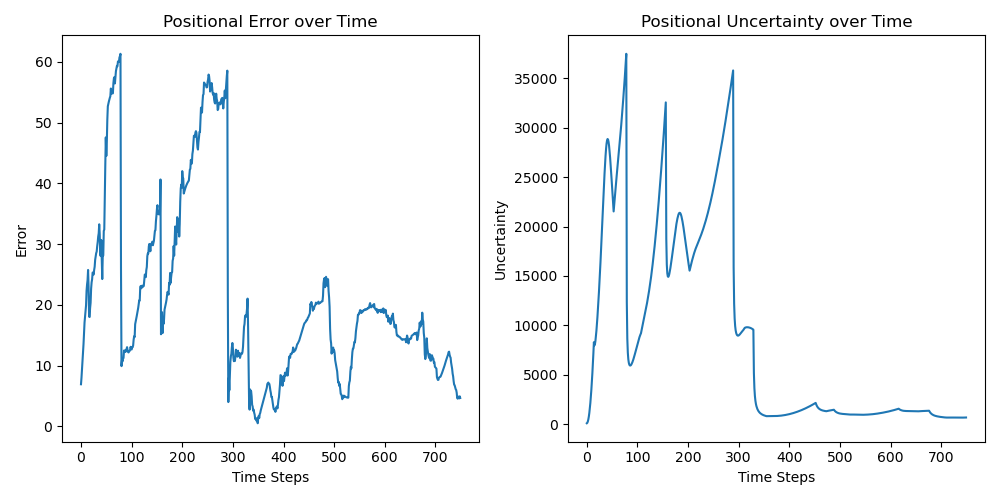 Positional Error over Time
Error
60
50
40
30
20
10
0
0 100 200 300 400 500 600 700
Time Steps
Positional Uncertainty over Time
Uncertainty
35000
30000
25000
20000
15000
10000
5000
0
0 100 200 300 400 500 600 700
Time Steps